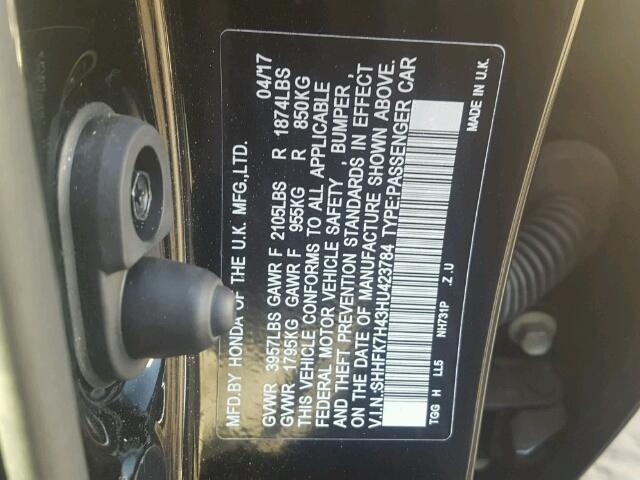 MFD.BY HONDA OF THE U.K. MFG.,LTD. 04/17
GVWR 3957LBS GAWR F 2105LBS R 1874LBS
GVWR 1795KG GAWR F 955KG R 850KG
THIS VEHICLE CONFORMS TO ALL APPLICABLE
FEDERAL MOTOR VEHICLE SAFETY , BUMPER ,
AND THEFT PREVENTION STANDARDS IN EFFECT
ON THE DATE OF MANUFACTURE SHOWN ABOVE.
V.I.N.:SHHFK7H43HU423784 TYPE:PASSENGER CAR
TGG H LL5 NH731P .Z.U MADE IN U.K.